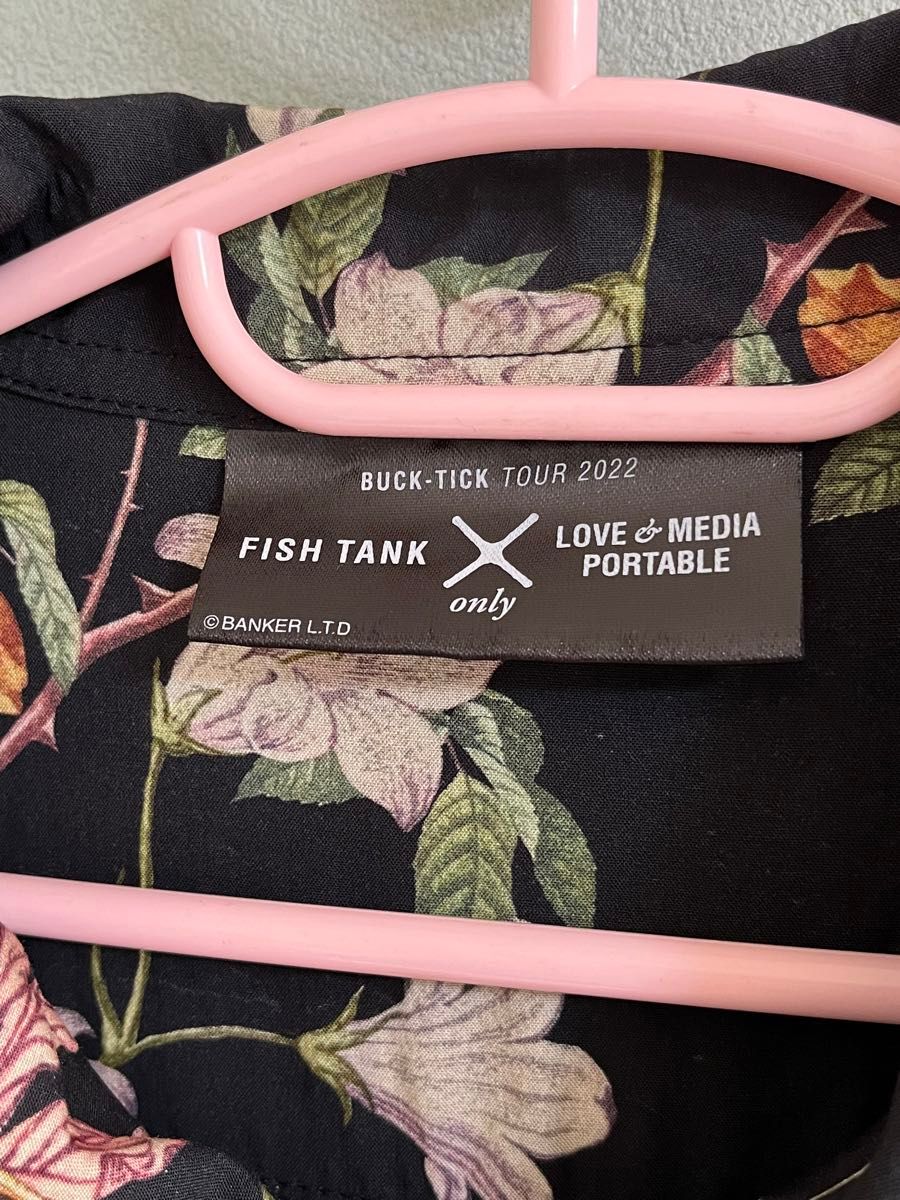 BUCK-TICK TOUR 2022
FISH TANK
LOVE & MEDIA
PORTABLE
only
©BANKER L.T.D